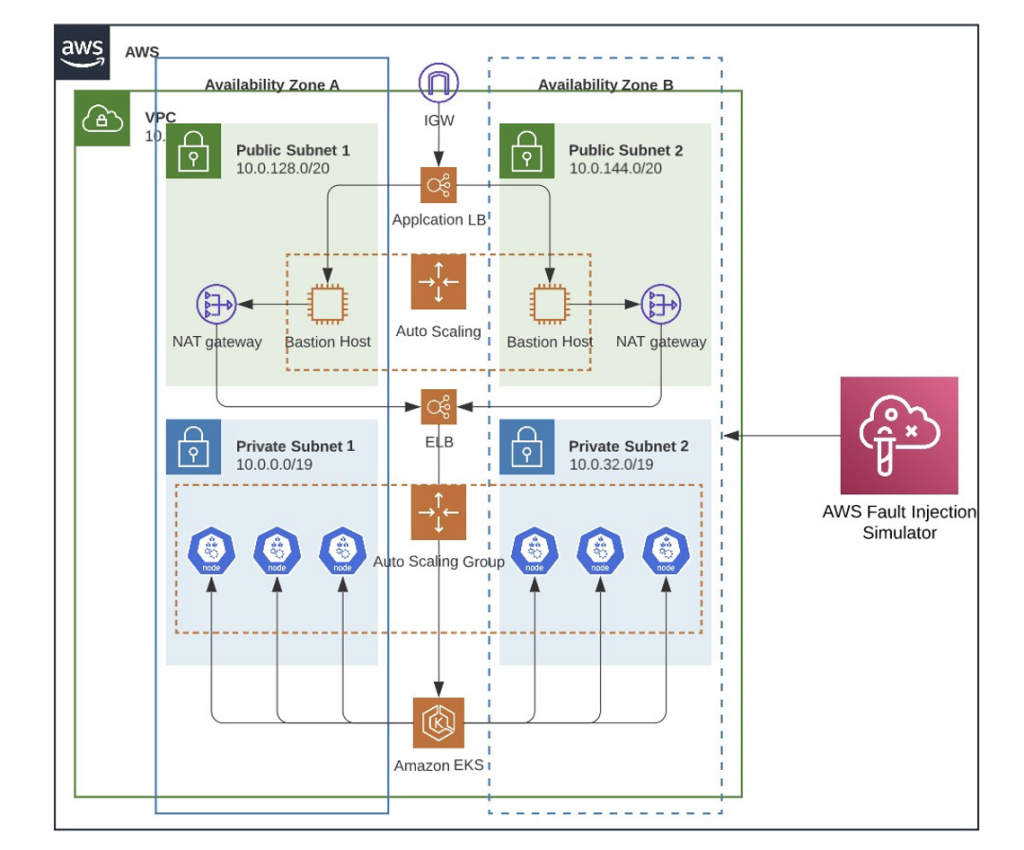 aws
AWS
Availability Zone A
Availability Zone B
VPC
10.
IGW
Public Subnet 1
10.0.128.0/20
Public Subnet 2
10.0.144.0/20
Applcation LB
Auto Scaling
NAT gateway
Bastion Host
Bastion Host
NAT gateway
ELB
Private Subnet 1
10.0.0.0/19
Private Subnet 2
10.0.32.0/19
AWS Fault Injection
Simulator
node
node
node
Auto Scaling Group
node
node
node
K
Amazon EKS